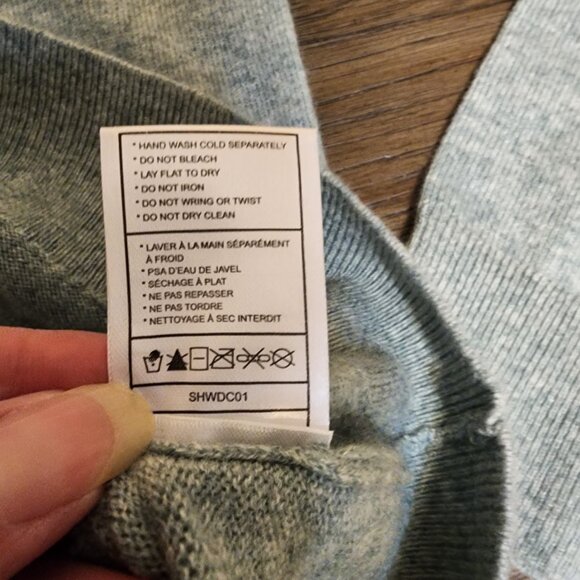 * HAND WASH COLD SEPARATELY
* DO NOT BLEACH
* LAY FLAT TO DRY
* DO NOT IRON
* DO NOT WRING OR TWIST
* DO NOT DRY CLEAN
* LAVER À LA MAIN SÉPARÉMENT
À FROID
* PSA D'EAU DE JAVEL
* SÉCHAGE À PLAT
* NE PAS REPASSER
* NE PAS TORDRE
* NETTOYAGE À SEC INTERDIT
SHWDC01